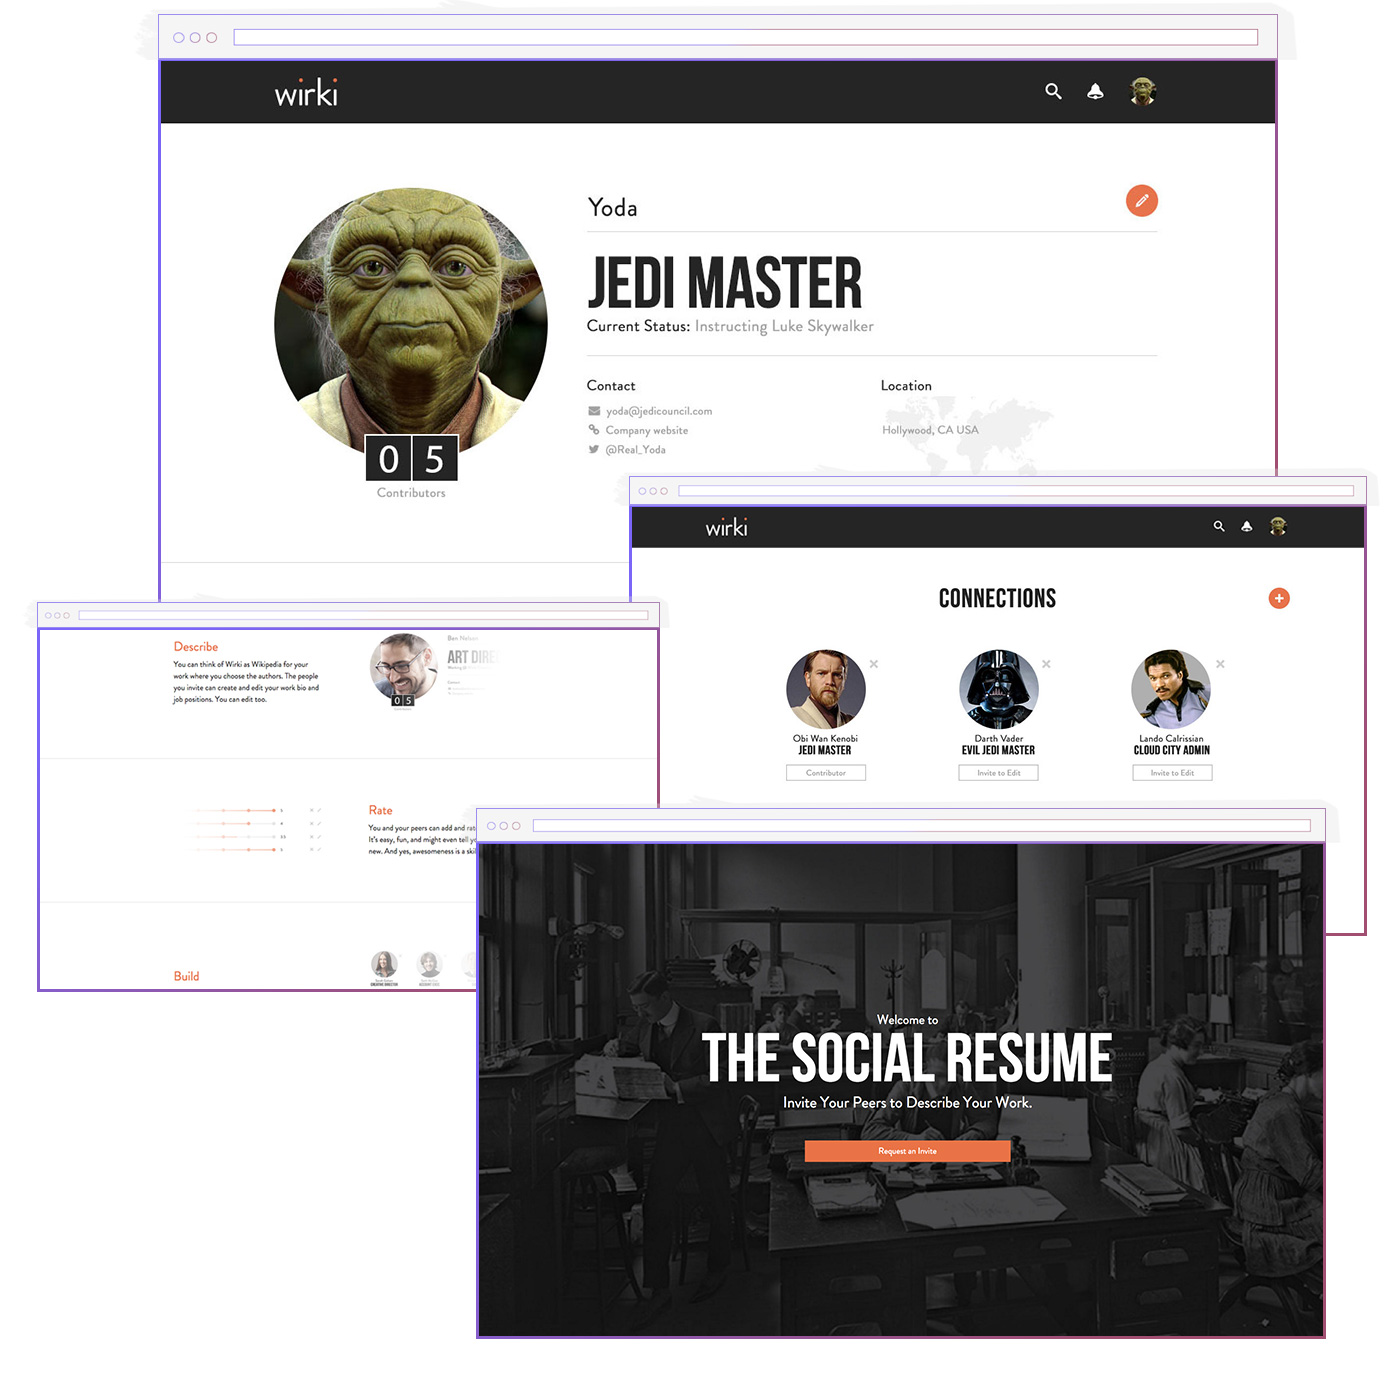 wirki
Yoda
JEDI MASTER
Current Status: Instructing Luke Skywalker
Contact
yoda@jedicouncil.com
Company website
@Real_Yoda
Location
Hollywood, CA USA
0 5
Contributors
wirki
CONNECTIONS
Obi Wan Kenobi
JEDI MASTER
Contributor
Darth Vader
EVIL JEDI MASTER
Invite to Edit
Lando Calrissian
CLOUD CITY ADMIN
Invite to Edit
Describe
You can think of Wirki as Wikipedia for your
work where you choose the authors. The people
you invite can create and edit your work bio and
job positions. You can edit too.
Ben Nelson
ART DIRE
0 5
Rate
You and your peers can add and rat
It's easy, fun, and might even tell yo
new. And yes, awesomeness is a skil
Build
CREATIVE DIRECTOR
Welcome to
THE SOCIAL RESUME
Invite Your Peers to Describe Your Work.
Request an Invite